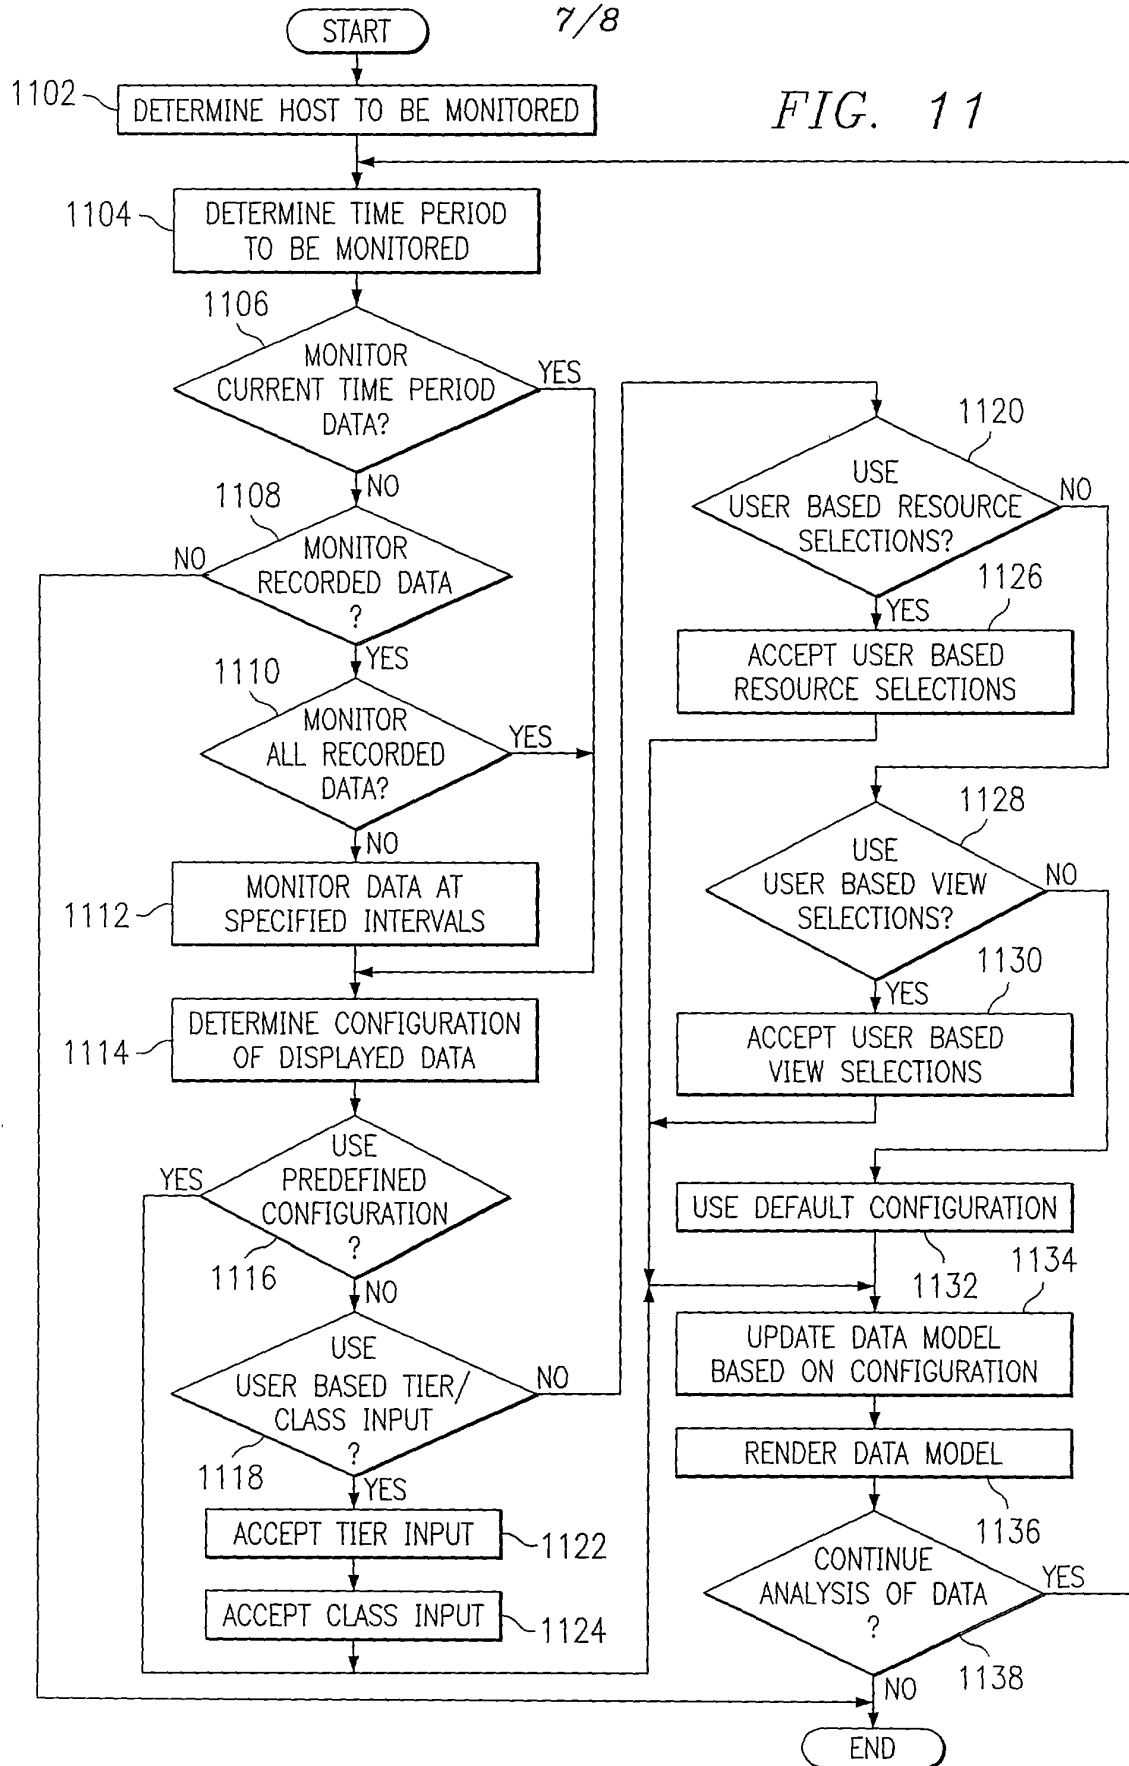 7/8
FIG. 11
START
1102
DETERMINE HOST TO BE MONITORED
1104
DETERMINE TIME PERIOD
TO BE MONITORED
1106
MONITOR
CURRENT TIME PERIOD
DATA?
YES
NO
1108
MONITOR
RECORDED DATA
?
NO
YES
1110
MONITOR
ALL RECORDED
DATA?
YES
NO
1112
MONITOR DATA AT
SPECIFIED INTERVALS
1114
DETERMINE CONFIGURATION
OF DISPLAYED DATA
USE
PREDEFINED
CONFIGURATION
?
YES
1116
NO
USE
USER BASED TIER/
CLASS INPUT
?
NO
1118
YES
ACCEPT TIER INPUT
1122
ACCEPT CLASS INPUT
1124
1120
USE
USER BASED RESOURCE
SELECTIONS?
NO
YES
1126
ACCEPT USER BASED
RESOURCE SELECTIONS
1128
USE
USER BASED VIEW
SELECTIONS?
NO
YES
1130
ACCEPT USER BASED
VIEW SELECTIONS
USE DEFAULT CONFIGURATION
1132
1134
UPDATE DATA MODEL
BASED ON CONFIGURATION
RENDER DATA MODEL
1136
CONTINUE
ANALYSIS OF DATA
?
YES
1138
NO
END